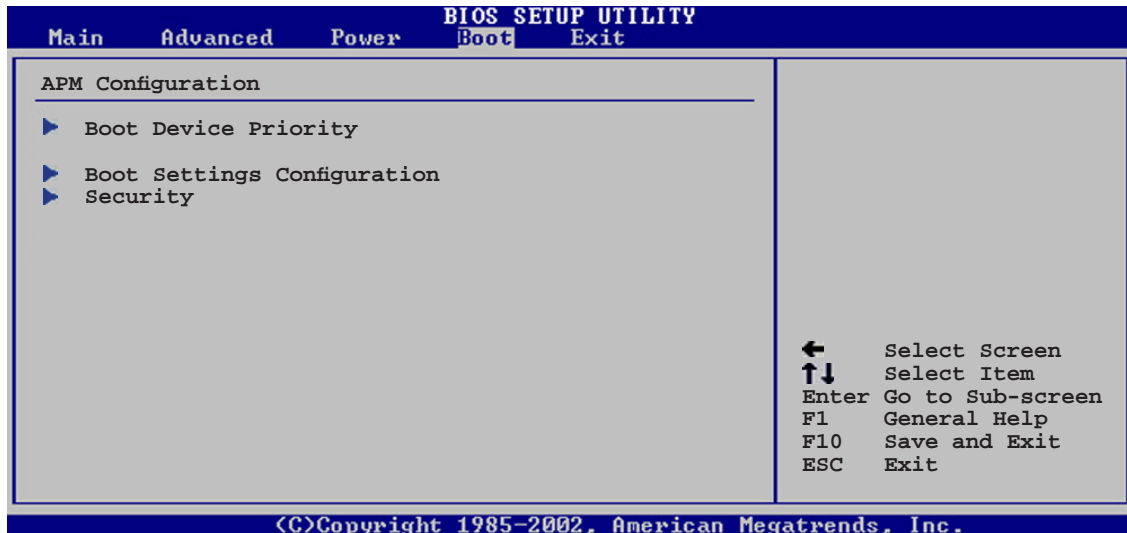 BIOS SETUP UTILITY
Main Advanced Power Boot Exit
APM Configuration
Boot Device Priority
Boot Settings Configuration
Security
← Select Screen
↑↓ Select Item
Enter Go to Sub-screen
F1 General Help
F10 Save and Exit
ESC Exit
(C)Copyright 1985-2002, American Megatrends, Inc.